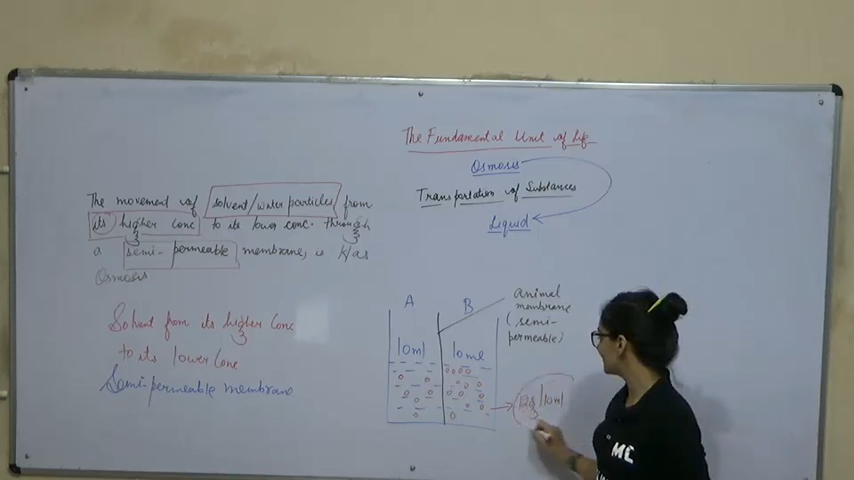 The Fundamental Unit of life
Osmosis
Transportation of Substances
Liquid
The movement of solvent/water particles from
its higher conc to its lower conc. through
a semi-permeable membrane, is k/as
Osmosis
Solvent from its higher Conc
to its lower Conc
Semi-permeable membrane
A
B
animal
membrane
(semi-
permeable)
10ml
10ml
/10ml
ML